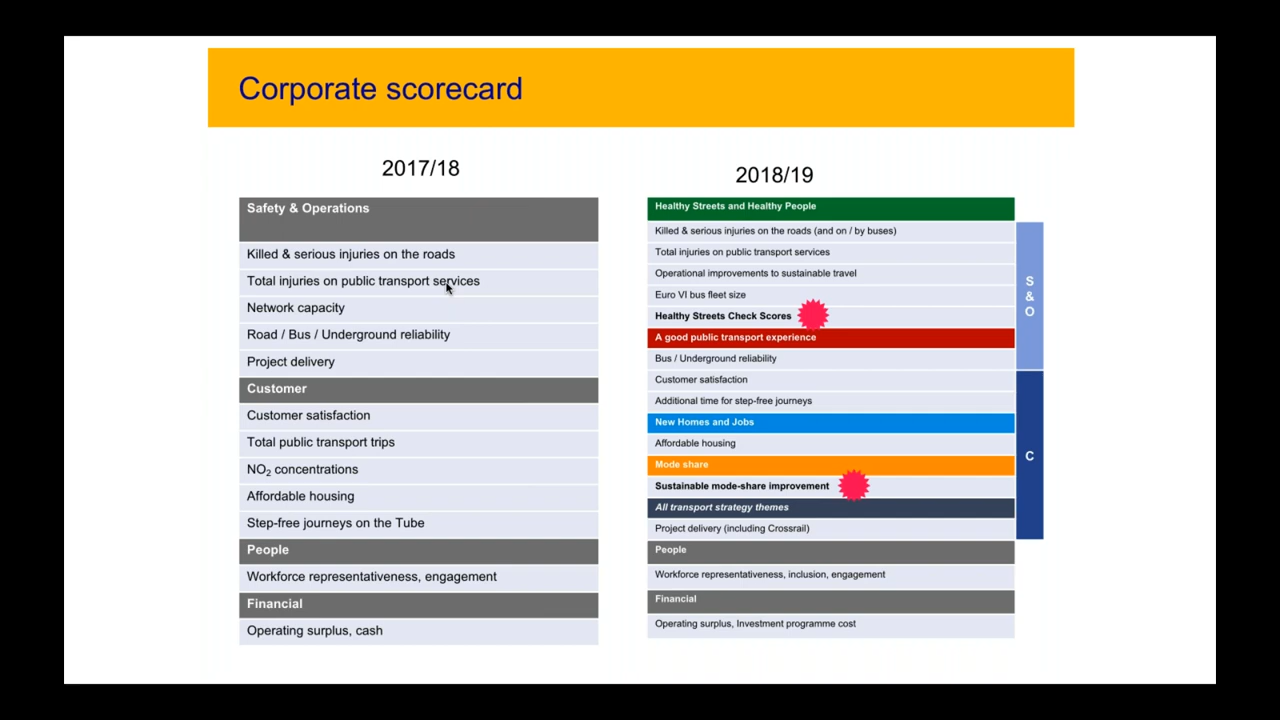 Corporate scorecard
2017/18
Safety & Operations
Killed & serious injuries on the roads
Total injuries on public transport services
Network capacity
Road / Bus / Underground reliability
Project delivery
Customer
Customer satisfaction
Total public transport trips
NO₂ concentrations
Affordable housing
Step-free journeys on the Tube
People
Workforce representativeness, engagement
Financial
Operating surplus, cash
2018/19
Healthy Streets and Healthy People
Killed & serious injuries on the roads (and on / by buses)
Total injuries on public transport services
Operational improvements to sustainable travel
Euro VI bus fleet size
Healthy Streets Check Scores
A good public transport experience
Bus / Underground reliability
Customer satisfaction
Additional time for step-free journeys
New Homes and Jobs
Affordable housing
Mode share
Sustainable mode-share improvement
All transport strategy themes
Project delivery (including Crossrail)
People
Workforce representativeness, inclusion, engagement
Financial
Operating surplus, Investment programme cost
S
&
O
C